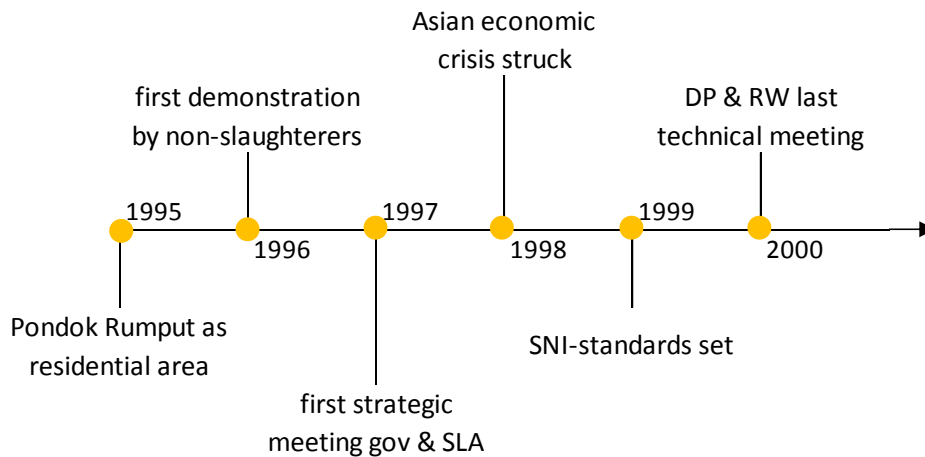 Asian economic
crisis struck
first demonstration
by non-slaughterers
DP & RW last
technical meeting
1995
1997
1999
1996
1998
2000
Pondok Rumput as
residential area
SNI-standards set
first strategic
meeting gov & SLA